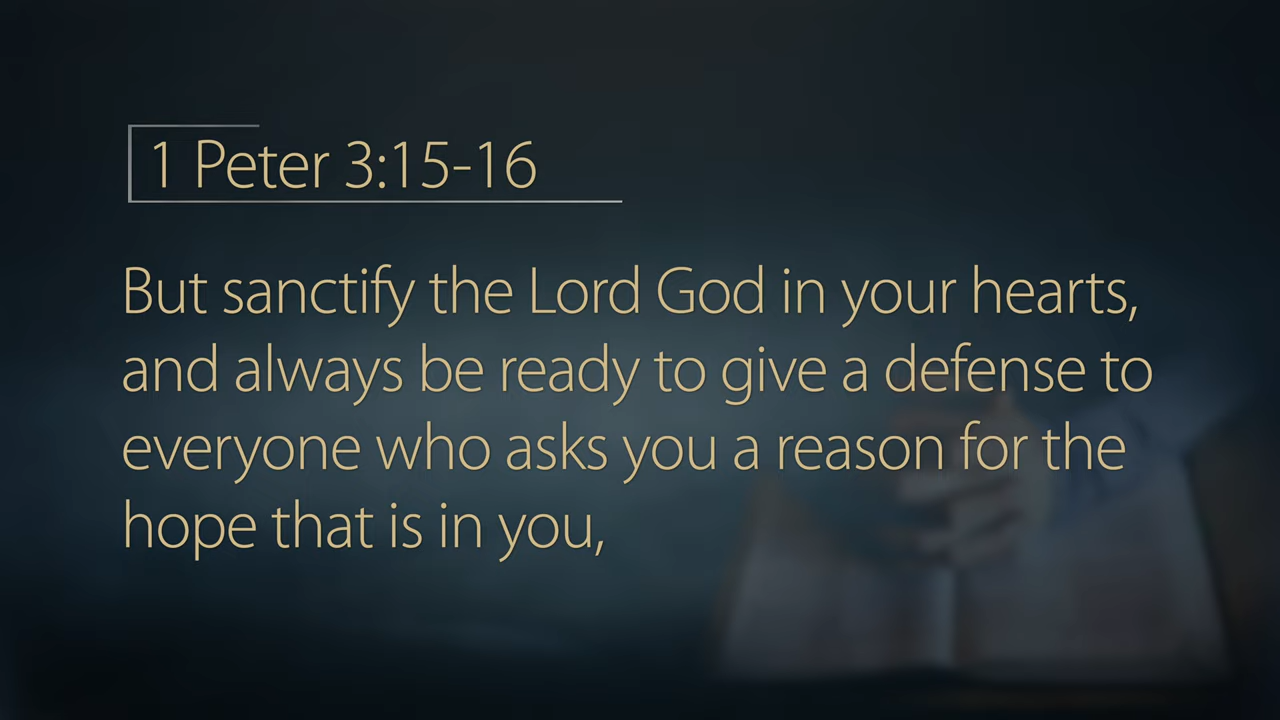 1 Peter 3:15-16
But sanctify the Lord God in your hearts,
and always be ready to give a defense to
everyone who asks you a reason for the
hope that is in you,